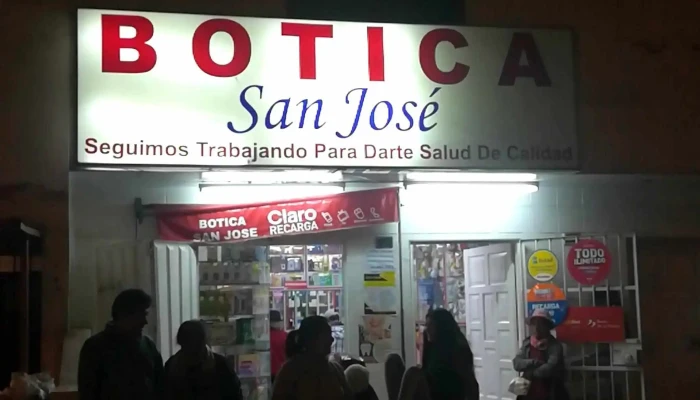 BOTICA
San José
Seguimos Trabajando Para Darte Salud De Calidad
BOTICA
SAN JOSE
Claro
RECARGA
TODO
ILIMITADO
RECARGA